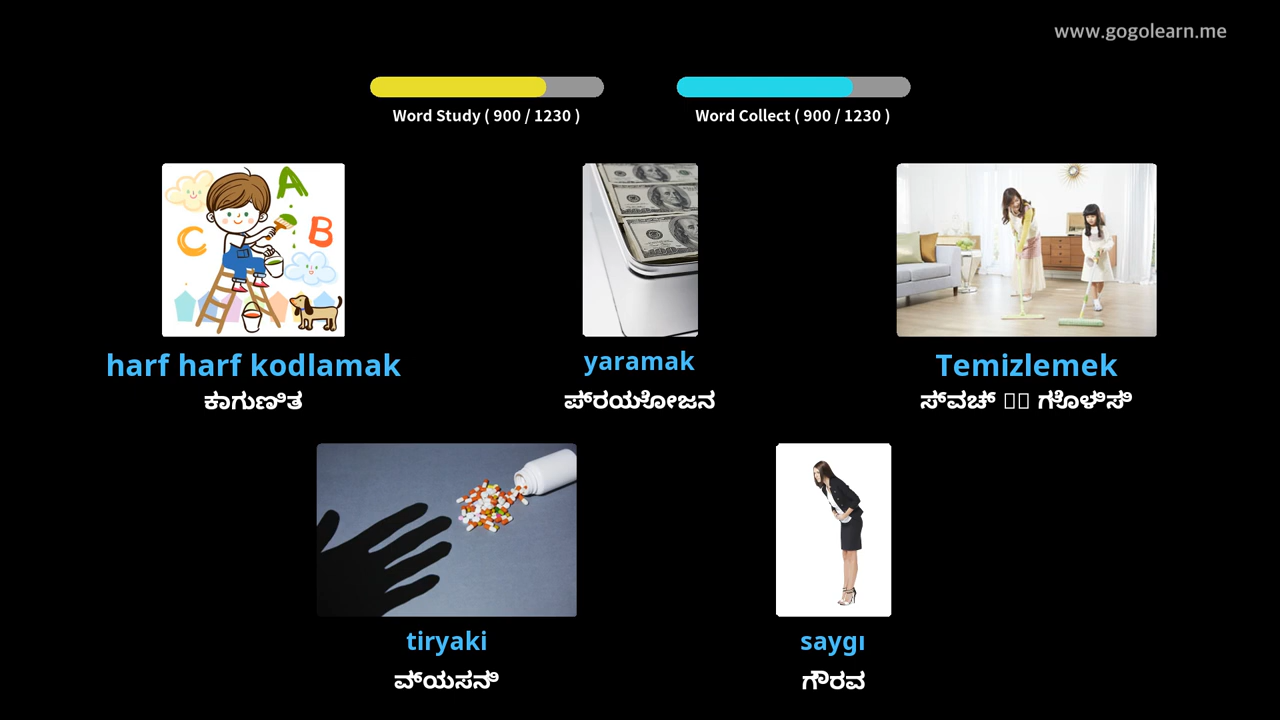 www.gogolearn.me
Word Study ( 900 / 1230 )
Word Collect ( 900 / 1230 )
A
B
C
harf harf kodlamak
yaramak
Temizlemek
ಕಾಗುಣಿತ
ಪ್ರಯೋಜನ
ಸ್ವಚ್ ಗೊಳಿಸಿ
tiryaki
saygı
ವ್ಯಸನಿ
ಗೌರವ